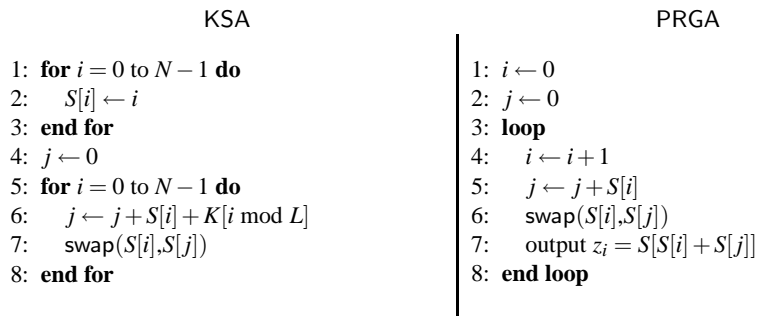 KSA
1: for i = 0 to N − 1 do
2: S[i] ← i
3: end for
4: j ← 0
5: for i = 0 to N − 1 do
6: j ← j + S[i] + K[i mod L]
7: swap(S[i],S[j])
8: end for
PRGA
1: i ← 0
2: j ← 0
3: loop
4: i ← i + 1
5: j ← j + S[i]
6: swap(S[i],S[j])
7: output z_i = S[S[i] + S[j]]
8: end loop